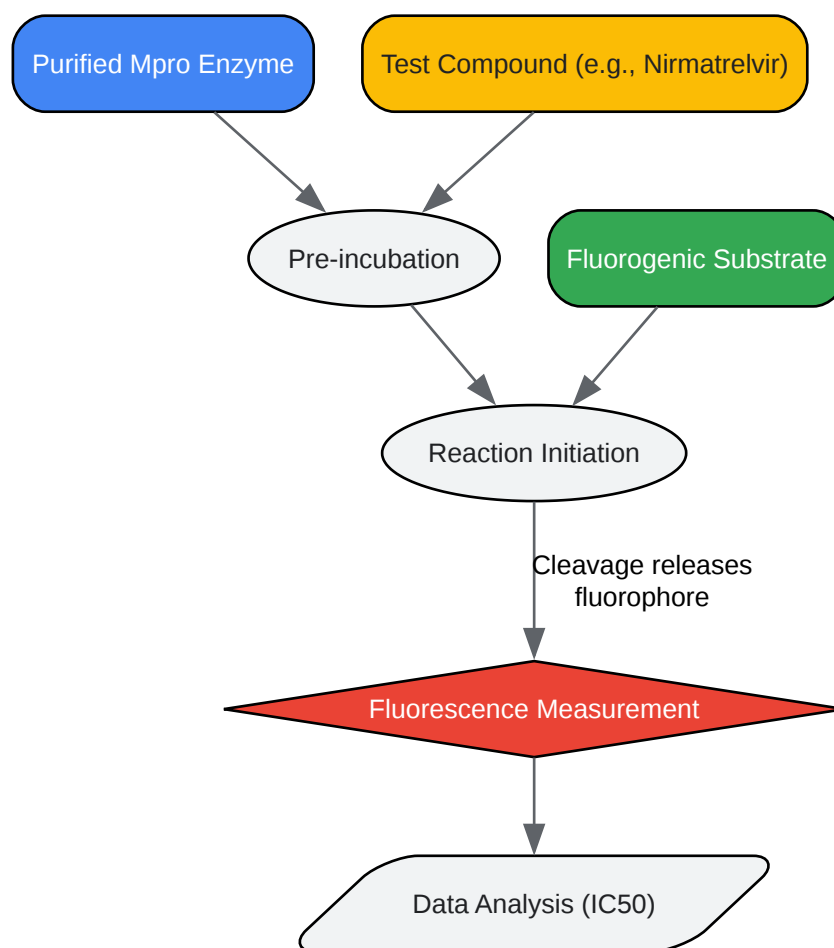 Purified Mpro Enzyme
Test Compound (e.g., Nirmatrelvir)
Pre-incubation
Fluorogenic Substrate
Reaction Initiation
Cleavage releases
fluorophore
Fluorescence Measurement
Data Analysis (IC50)